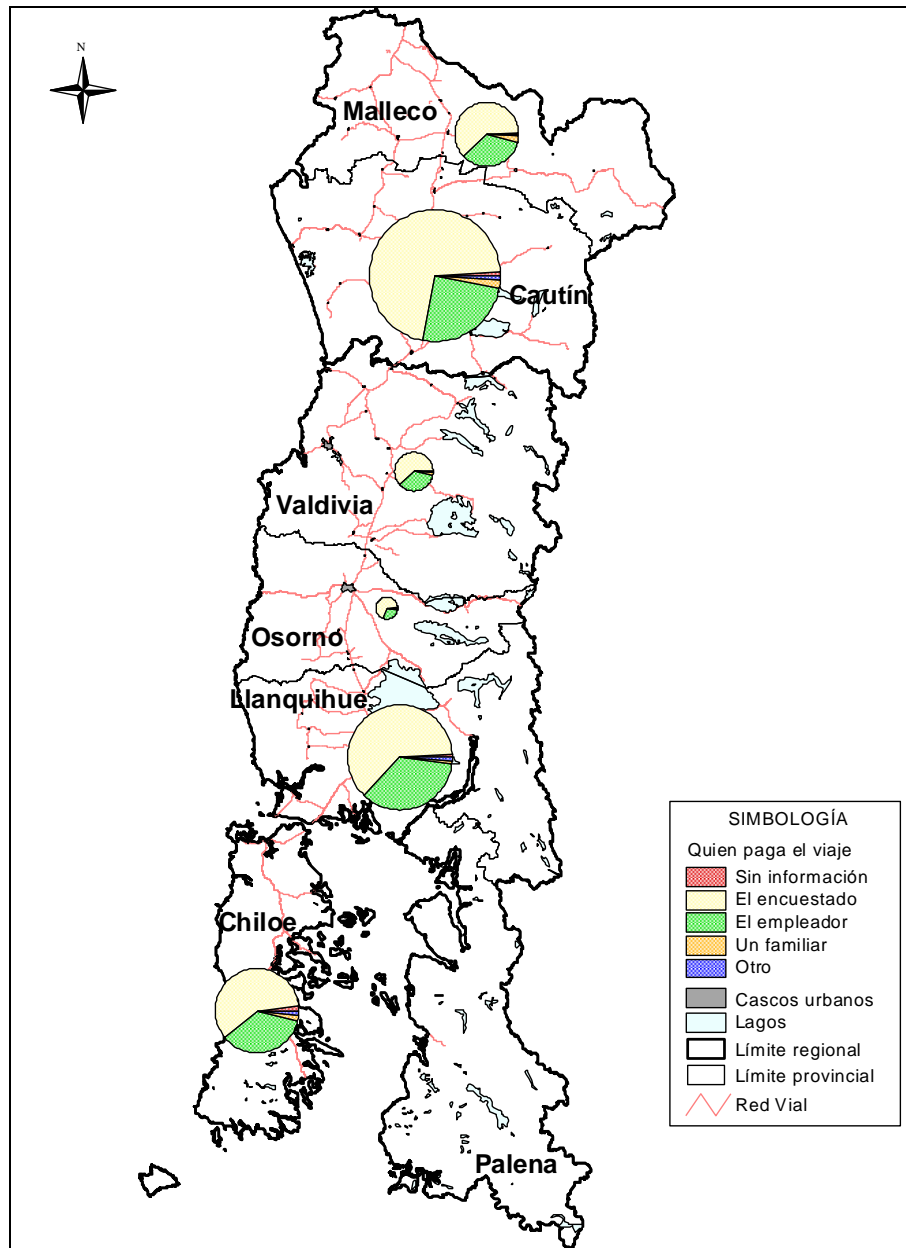 N
Malleco
Cautín
Valdivia
Osorno
Llanquihue
Chiloe
Palena
SIMBOLOGÍA
Quien paga el viaje
Sin información
El encuestado
El empleador
Un familiar
Otro
Cascos urbanos
Lagos
Límite regional
Límite provincial
Red Vial